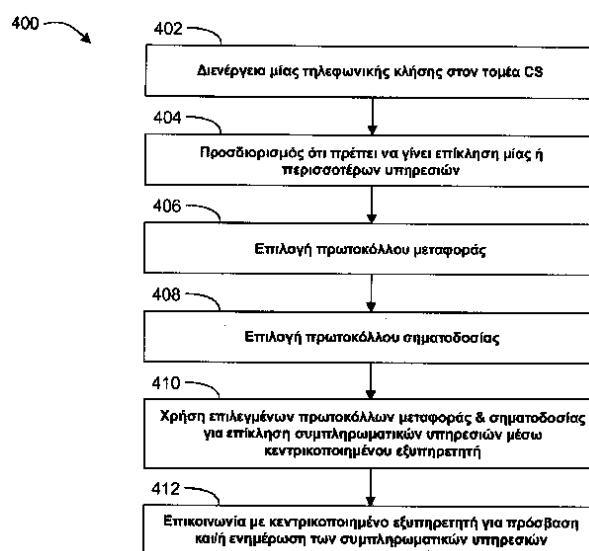 400
402
Διενέργεια μίας τηλεφωνικής κλήσης στον τομέα CS
404
Προσδιορισμός ότι πρέπει να γίνει επίκληση μίας ή
περισσοτέρων υπηρεσιών
406
Επιλογή πρωτοκόλλου μεταφοράς
408
Επιλογή πρωτοκόλλου σηματοδοσίας
410
Χρήση επιλεγμένων πρωτοκόλλων μεταφοράς & σηματοδοσίας
για επίκληση συμπληρωματικών υπηρεσιών μέσω
κεντρικοποιημένου εξυπηρετητή
412
Επικοινωνία με κεντρικοποιημένο εξυπηρετητή για πρόσβαση
και/ή ενημέρωση των συμπληρωματικών υπηρεσιών